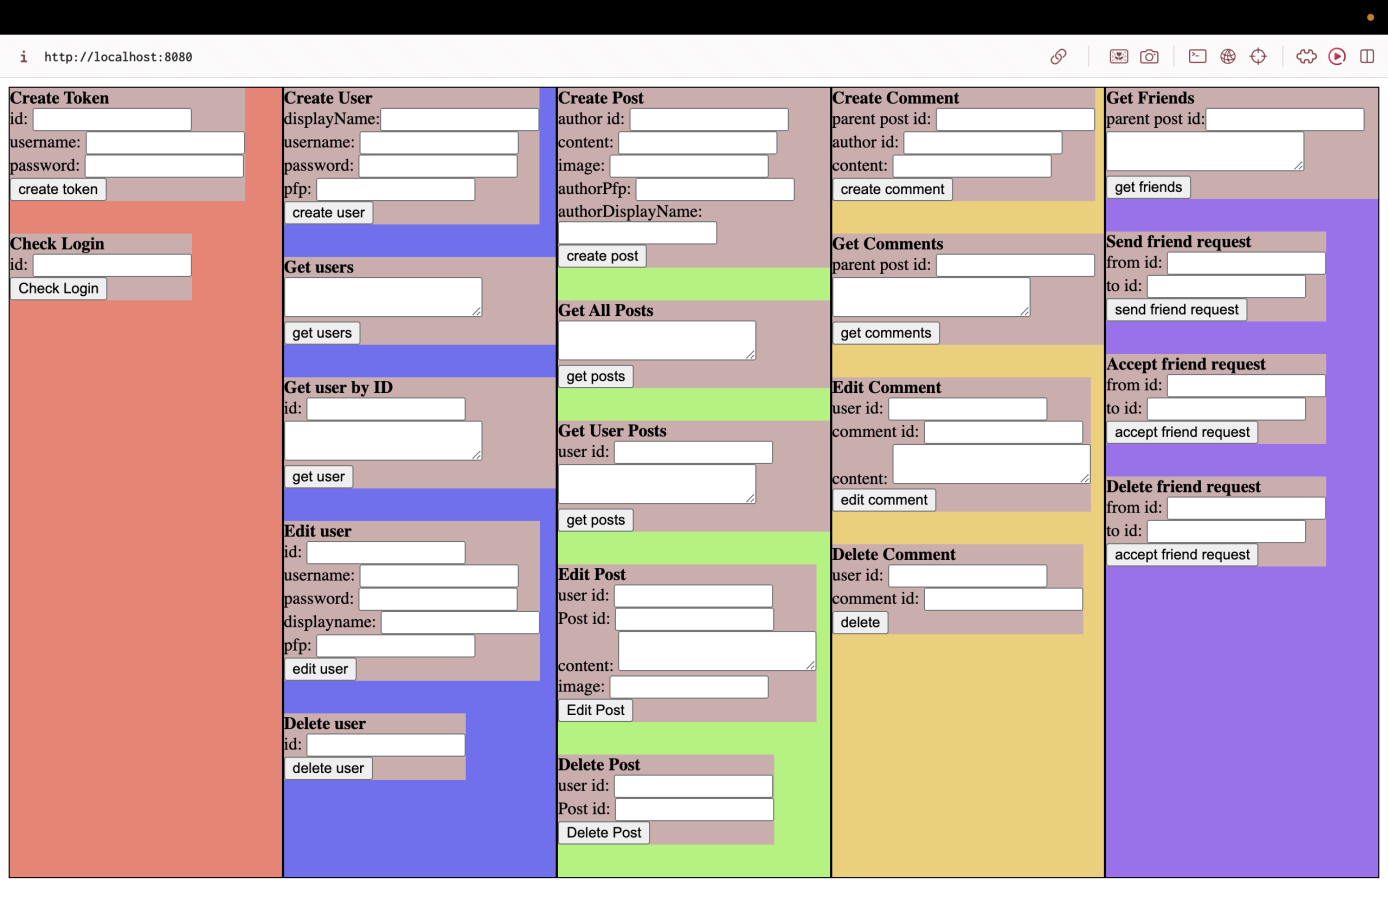 http://localhost:8080
Create Token
id:
username:
password:
create token
Check Login
id:
Check Login
Create User
displayName:
username:
password:
pfp:
create user
Get users
get users
Get user by ID
id:
get user
Edit user
id:
username:
password:
displayname:
pfp:
edit user
Delete user
id:
delete user
Create Post
author id:
content:
image:
authorPfp:
authorDisplayName:
create post
Get All Posts
get posts
Get User Posts
user id:
get posts
Edit Post
user id:
Post id:
content:
image:
Edit Post
Delete Post
user id:
Post id:
Delete Post
Create Comment
parent post id:
author id:
content:
create comment
Get Comments
parent post id:
get comments
Edit Comment
user id:
comment id:
content:
edit comment
Delete Comment
user id:
comment id:
delete
Get Friends
parent post id:
get friends
Send friend request
from id:
to id:
send friend request
Accept friend request
from id:
to id:
accept friend request
Delete friend request
from id:
to id:
accept friend request